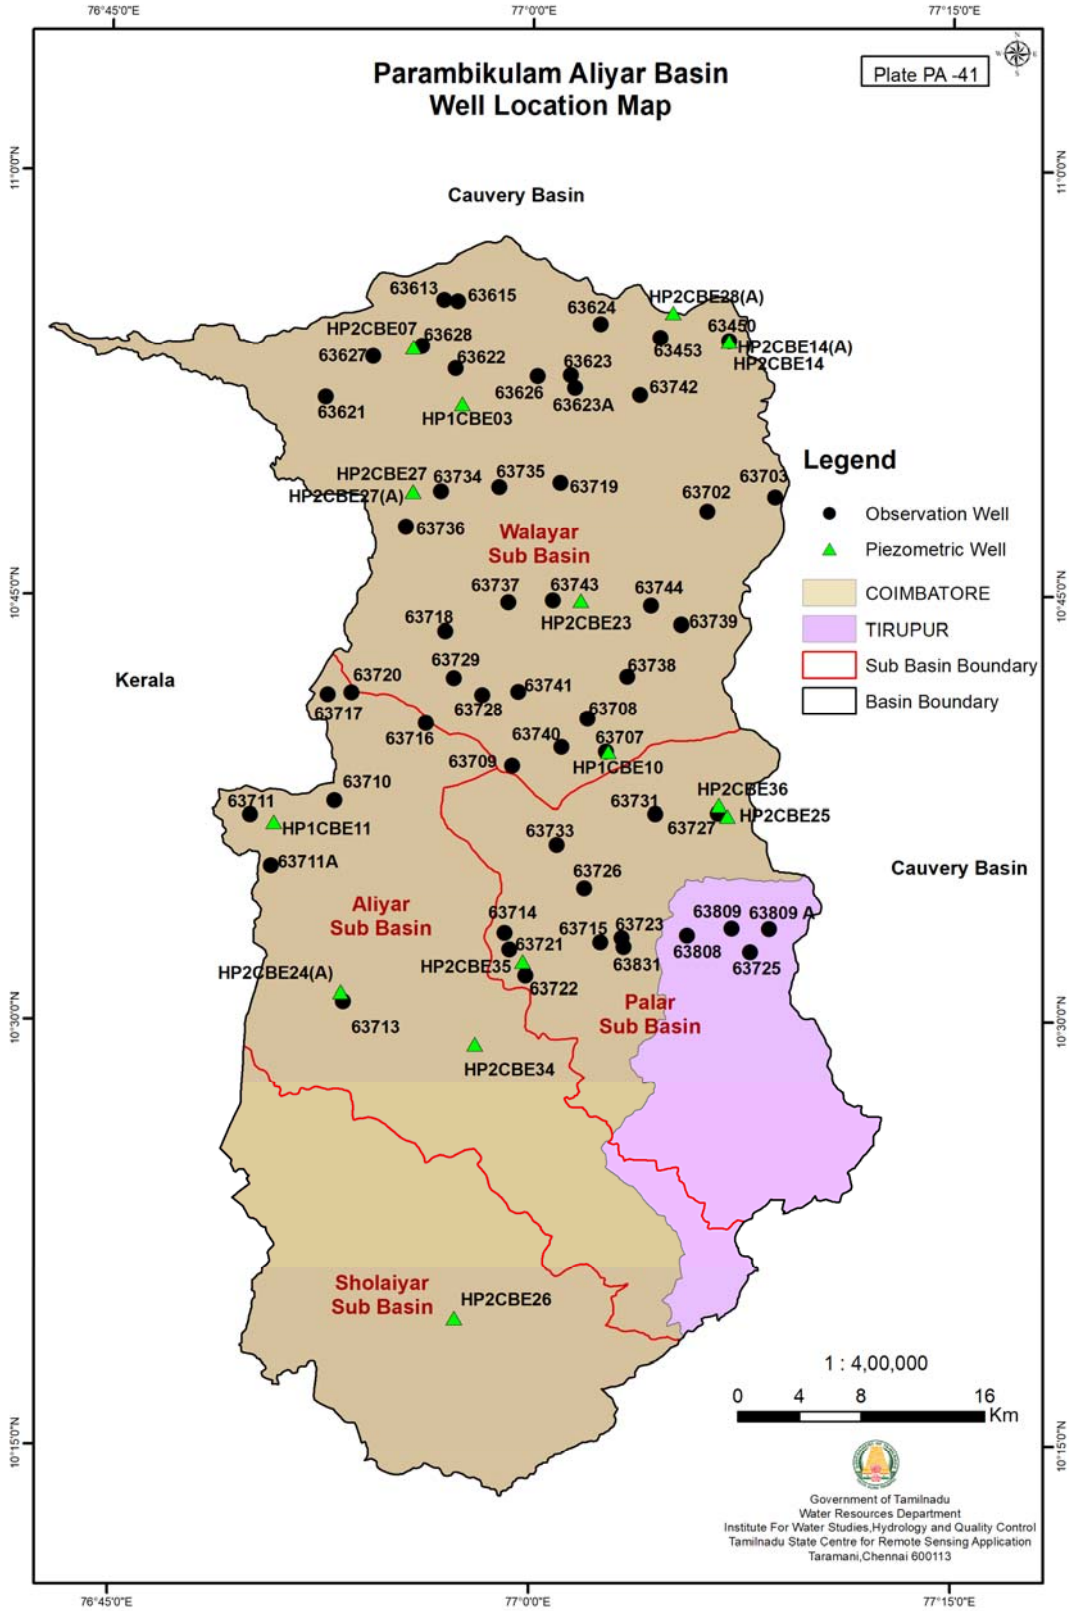 76°45'0"E
77°0'0"E
77°15'0"E
Parambikulam Aliyar Basin
Well Location Map
Plate PA -41
N
W
E
S
11°0'0"N
11°0'0"N
Cauvery Basin
63613
63615
HP2CBE28(A)
63624
HP2CBE07
63628
63450
63627
63622
63453
HP2CBE14(A)
HP2CBE14
63623
63626
63742
63621
63623A
HP1CBE03
Legend
HP2CBE27
63734
63735
63719
63703
HP2CBE27(A)
63702
Observation Well
63736
Walayar
Sub Basin
Piezometric Well
10°45'0"N
10°45'0"N
63737
63743
63744
COIMBATORE
63718
HP2CBE23
63739
TIRUPUR
63729
63738
Sub Basin Boundary
Kerala
63720
63741
63717
63728
63708
Basin Boundary
63716
63740
63707
63709
HP1CBE10
63710
HP2CBE36
63711
63731
HP2CBE25
HP1CBE11
63727
63733
63711A
63726
Cauvery Basin
Aliyar
Sub Basin
63714
63715
63723
63809
63809 A
63721
63831
63808
HP2CBE35
63725
HP2CBE24(A)
63722
Palar
Sub Basin
63713
10°30'0"N
10°30'0"N
HP2CBE34
Sholaiyar
Sub Basin
HP2CBE26
1 : 4,00,000
0
4
8
16
Km
10°15'0"N
10°15'0"N
Government of Tamilnadu
Water Resources Department
Institute For Water Studies,Hydrology and Quality Control
Tamilnadu State Centre for Remote Sensing Application
Taramani,Chennai 600113
76°45'0"E
77°0'0"E
77°15'0"E